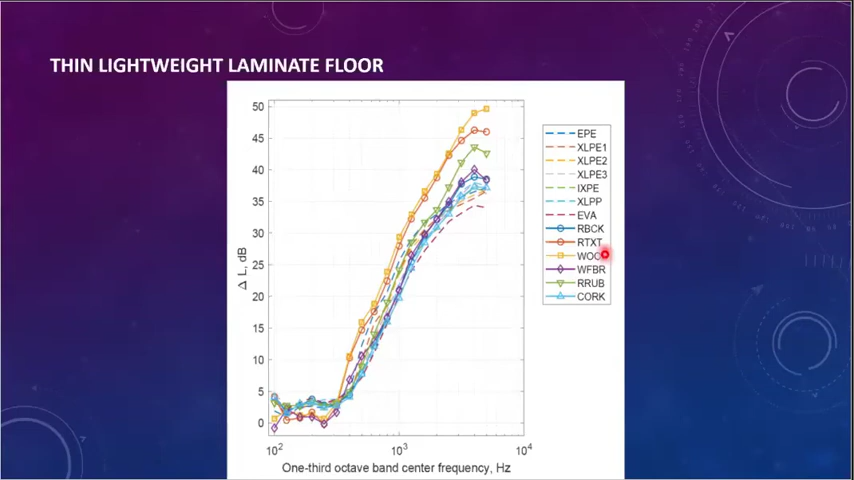 THIN LIGHTWEIGHT LAMINATE FLOOR
50
45
40
35
30
25
20
15
10
5
0
Δ L, dB
10²
10³
10⁴
One-third octave band center frequency, Hz
EPE
XLPE1
XLPE2
XLPE3
IXPE
XLPP
EVA
RBCK
RTXT
WOO
WFBR
RRUB
CORK